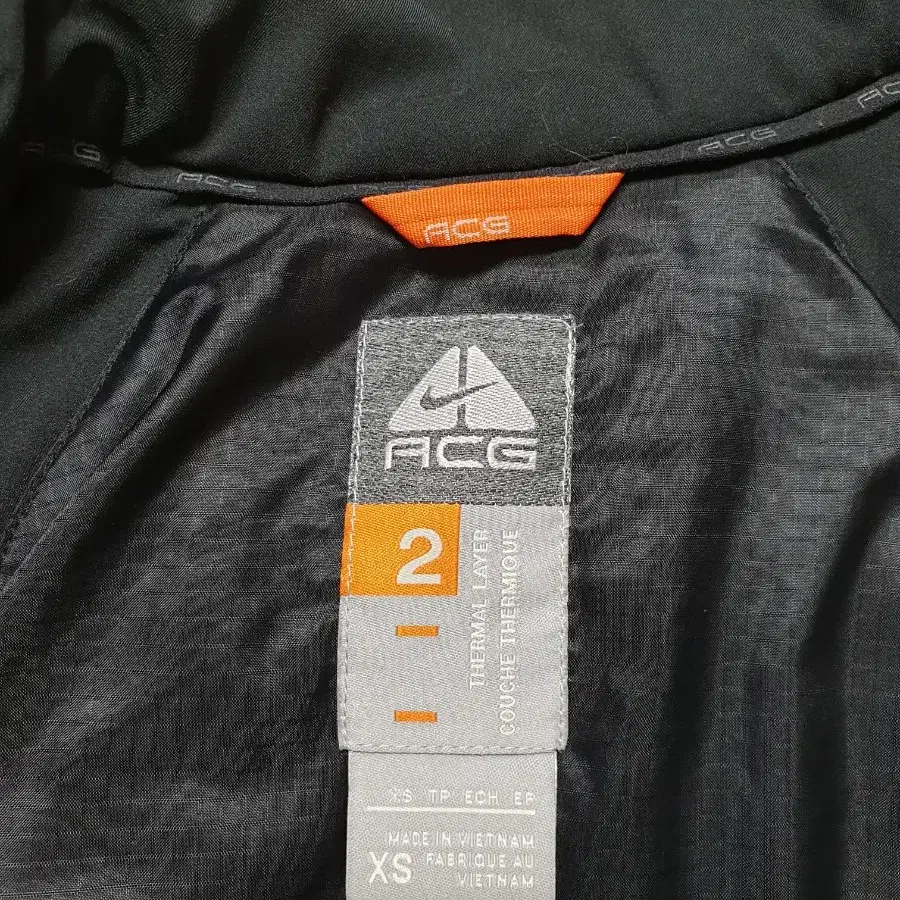 ACG
ACG
ACG
ACG
ACG
ACG
2
THERMAL LAYER
COUCHE THERMIQUE
XS TP ECH EP
MADE IN VIETNAM
XS FABRIQUE AU
VIETNAM